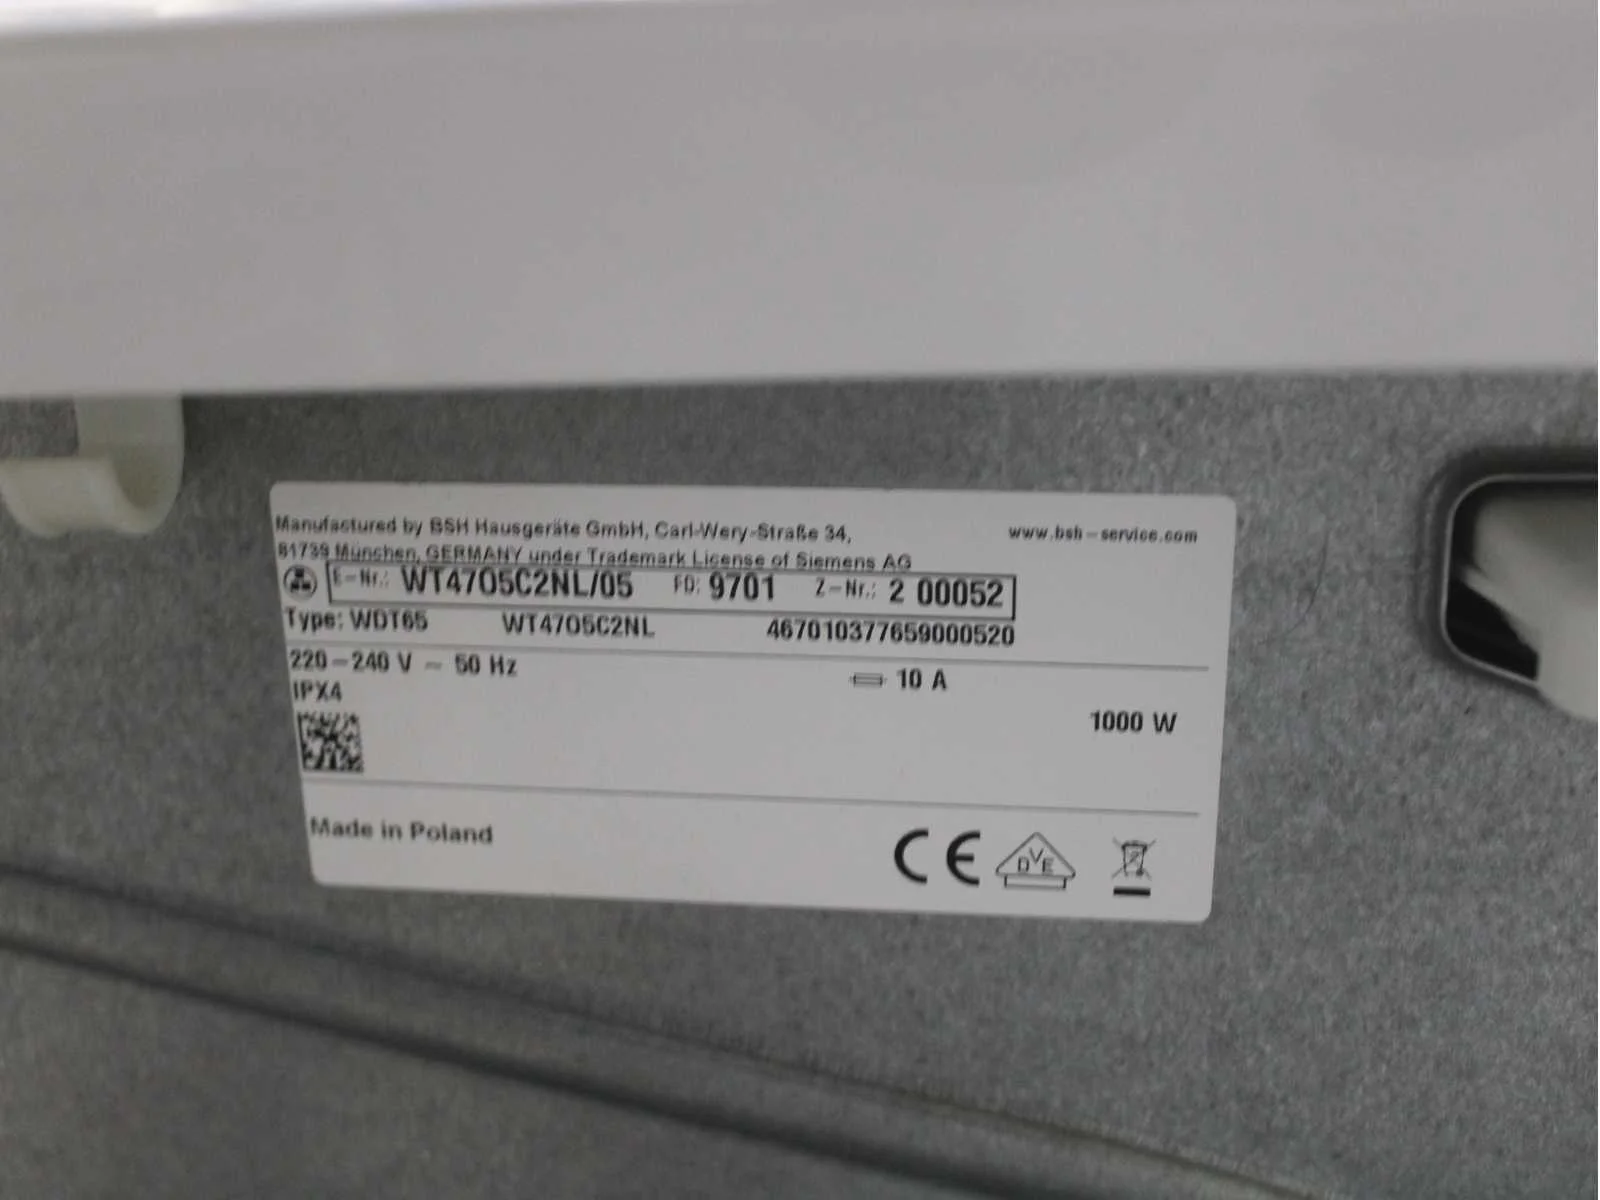 Manufactured by BSH Hausgeräte GmbH, Carl-Wery-Straße 34,
www.bsh-service.com
81739 München, GERMANY under Trademark License of Siemens AG
E-Nr.: WT47O5C2NL/05 FD: 9701 Z-Nr.: 2 00052
Type: WDT65 WT47O5C2NL 467010377659000520
220-240 V ~ 50 Hz 10 A
IPX4
1000 W
Made in Poland
CE DVE